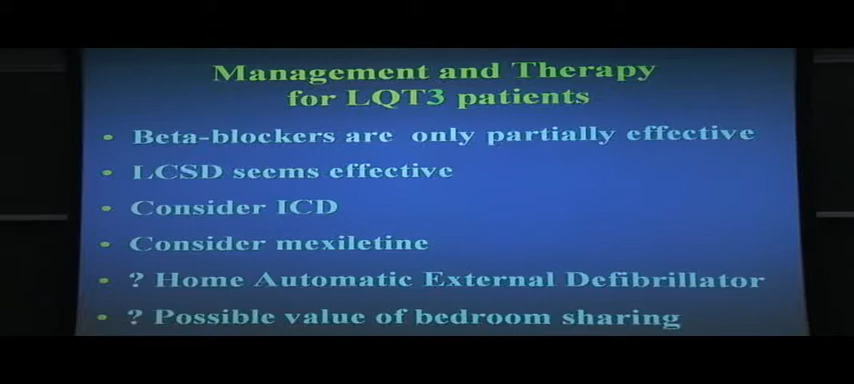 Management and Therapy
for LQT3 patients
• Beta-blockers are only partially effective
• LCSD seems effective
• Consider ICD
• Consider mexiletine
• ? Home Automatic External Defibrillator
• ? Possible value of bedroom sharing